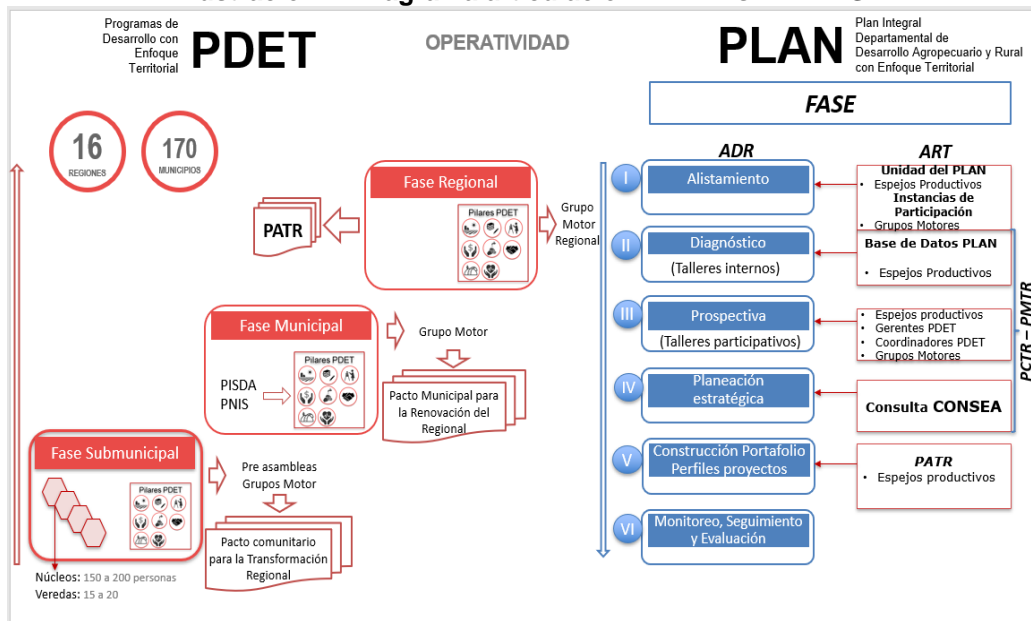 Programas de
Desarrollo con
Enfoque
Territorial
PDET
OPERATIVIDAD
PLAN
Plan Integral
Departamental de
Desarrollo Agropecuario y Rural
con Enfoque Territorial
FASE
16
REGIONES
170
MUNICIPIOS
Fase Regional
Pilares PDET
PATR
Grupo
Motor
Regional
Fase Municipal
PISDA
PNIS
Pilares PDET
Grupo Motor
Pacto Municipal para
la Renovación del
Regional
Fase Submunicipal
Pilares PDET
Pre asambleas
Grupos Motor
Pacto comunitario
para la Transformación
Regional
Núcleos: 150 a 200 personas
Veredas: 15 a 20
ADR
I
Alistamiento
II
Diagnóstico
(Talleres internos)
III
Prospectiva
(Talleres participativos)
IV
Planeación
estratégica
V
Construcción Portafolio
Perfiles proyectos
VI
Monitoreo, Seguimiento
y Evaluación
ART
Unidad del PLAN
• Espejos Productivos
Instancias de
Participación
• Grupos Motores
Base de Datos PLAN
• Espejos Productivos
• Espejos productivos
• Gerentes PDET
• Coordinadores PDET
• Grupos Motores
Consulta CONSEA
PATR
• Espejos productivos
PCTR – PMTR